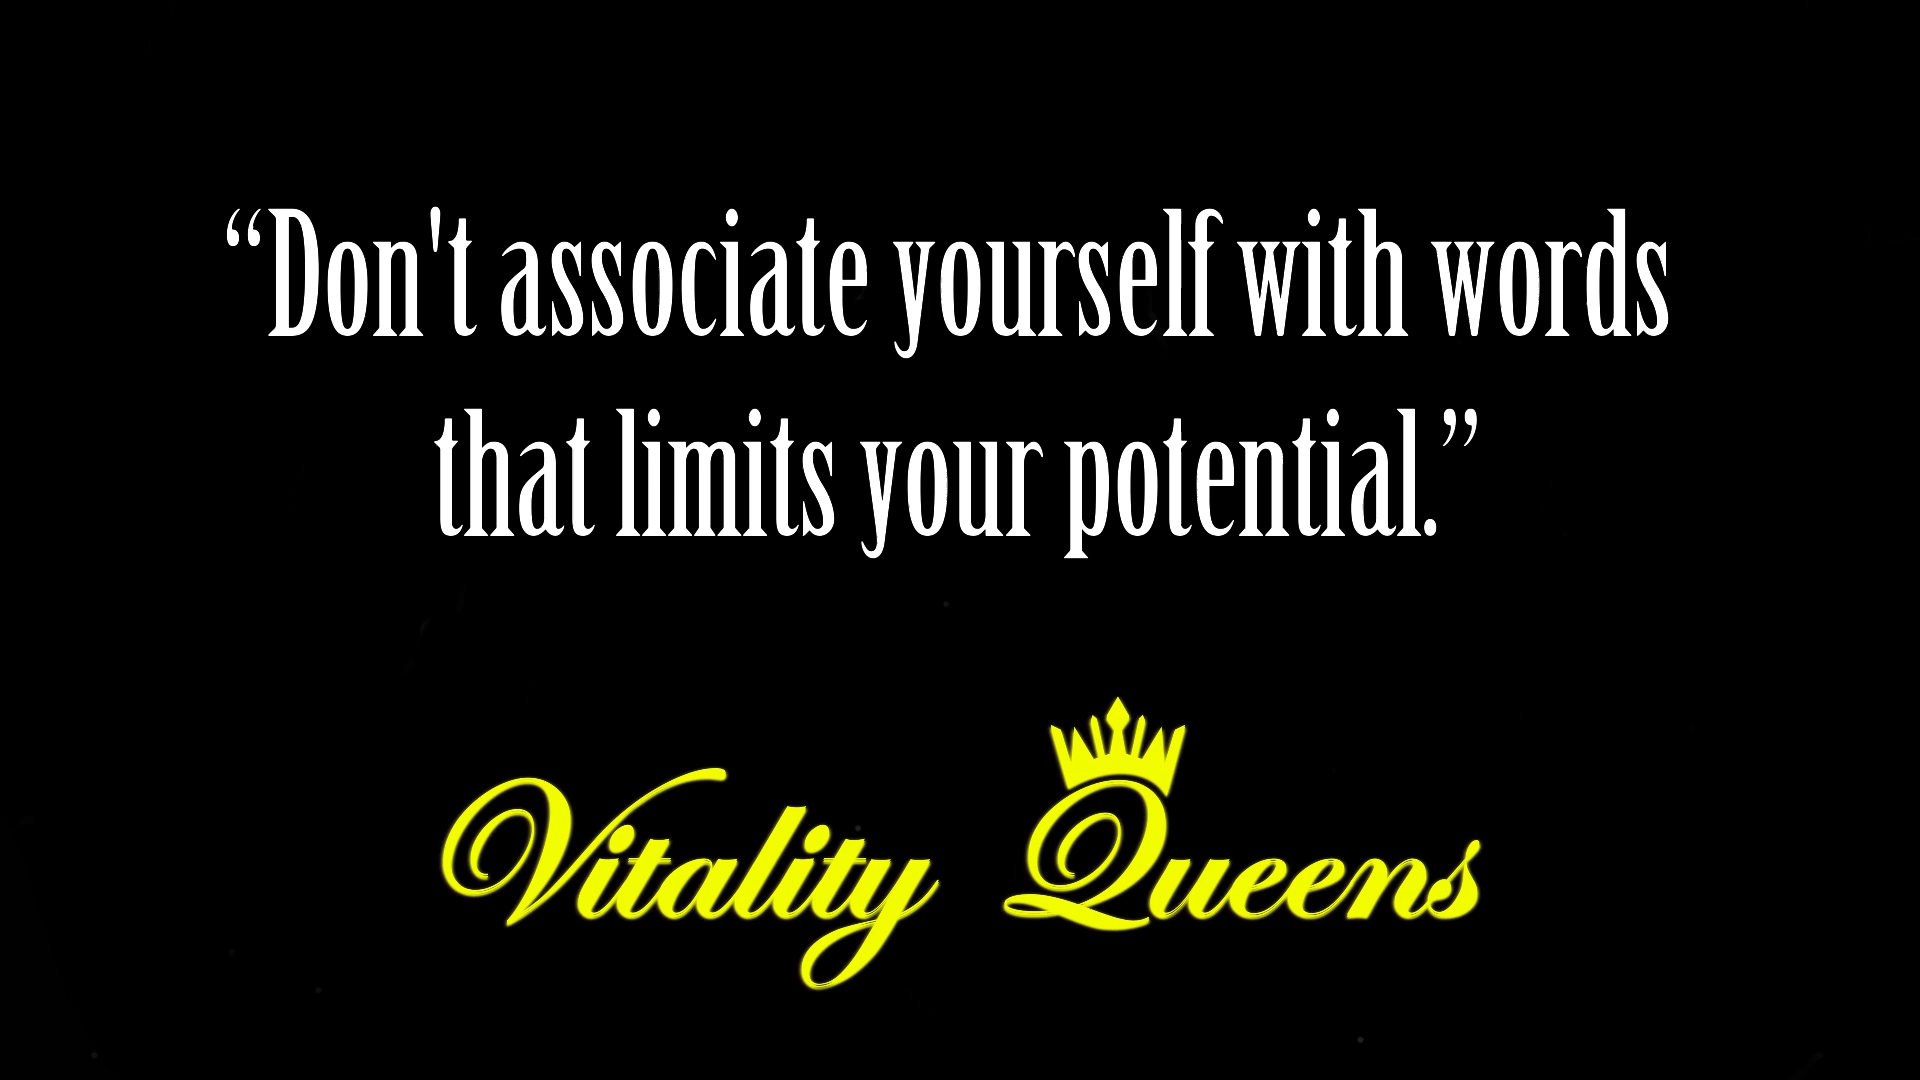 “Don't associate yourself with words
that limits your potential.”
Vitality Queens